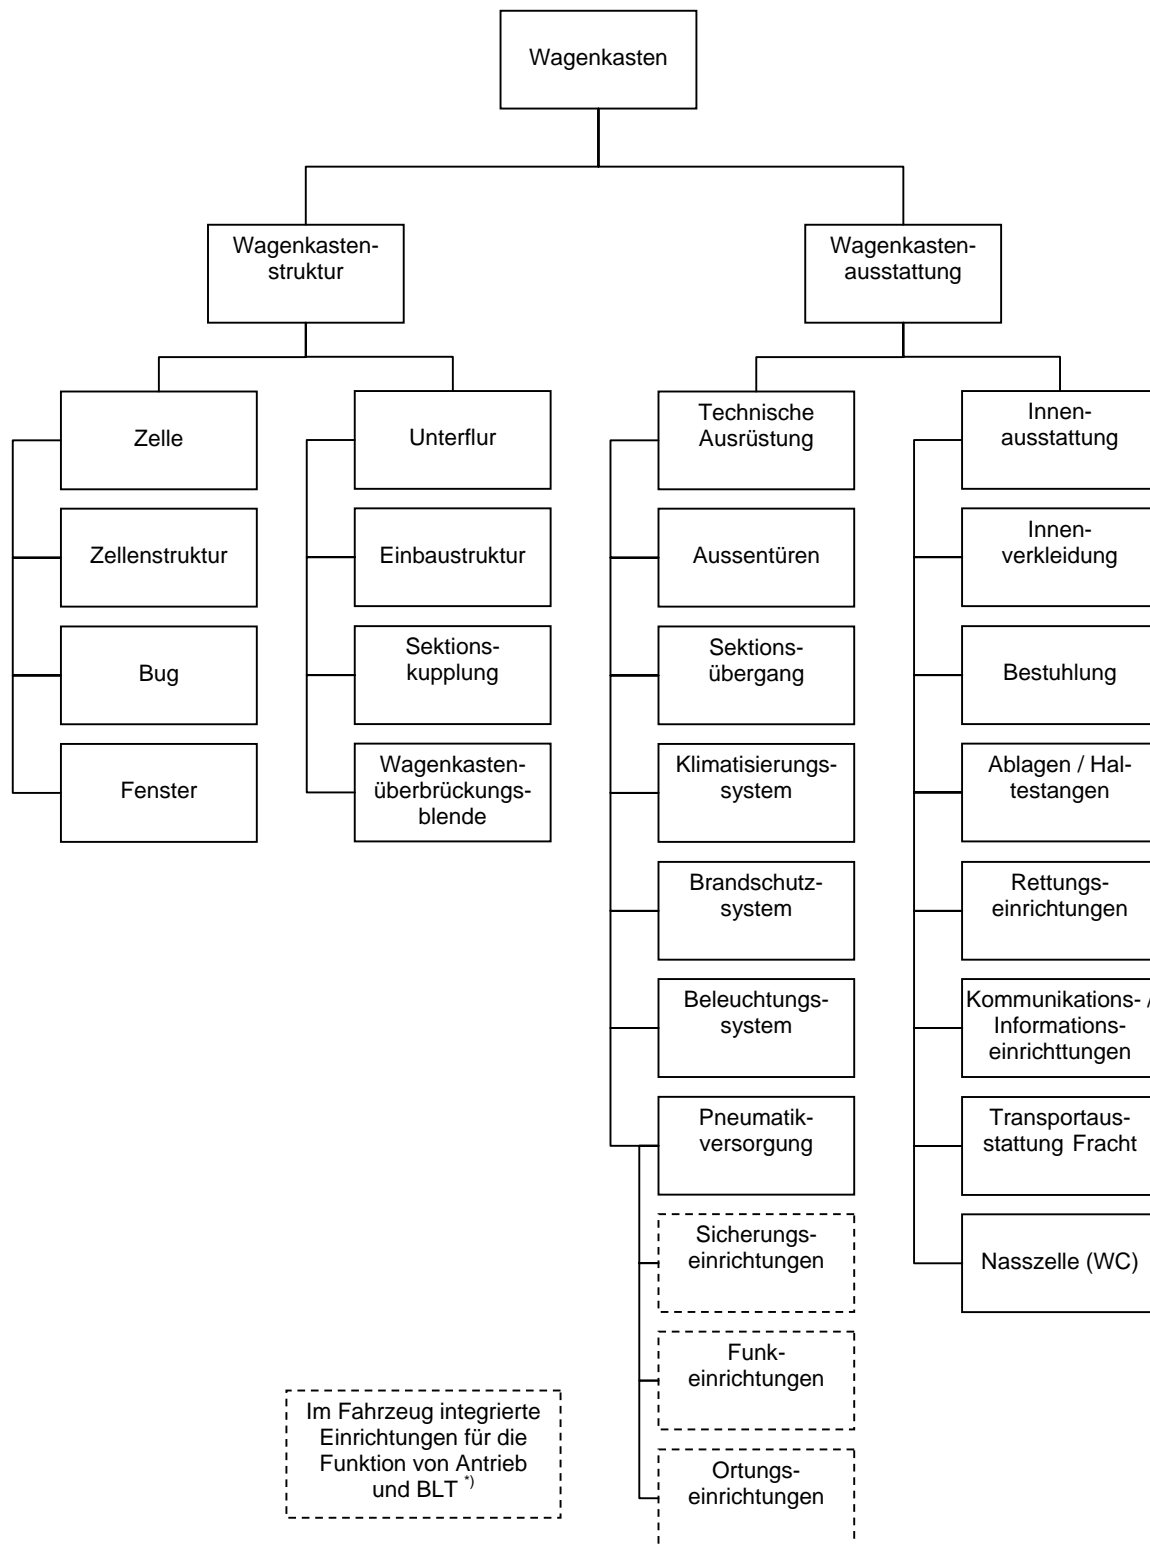 Wagenkasten
Wagenkasten-
struktur
Wagenkasten-
ausstattung
Zelle
Zellenstruktur
Bug
Fenster
Unterflur
Einbaustruktur
Sektions-
kupplung
Wagenkasten-
überbrückungs-
blende
Technische
Ausrüstung
Aussentüren
Sektions-
übergang
Klimatisierungs-
system
Brandschutz-
system
Beleuchtungs-
system
Pneumatik-
versorgung
Sicherungs-
einrichtungen
Funk-
einrichtungen
Ortungs-
einrichtungen
Innen-
ausstattung
Innen-
verkleidung
Bestuhlung
Ablagen / Hal-
testangen
Rettungs-
einrichtungen
Kommunikations- /
Informations-
einrichttungen
Transportaus-
stattung Fracht
Nasszelle (WC)
Im Fahrzeug integrierte
Einrichtungen für die
Funktion von Antrieb
und BLT *)